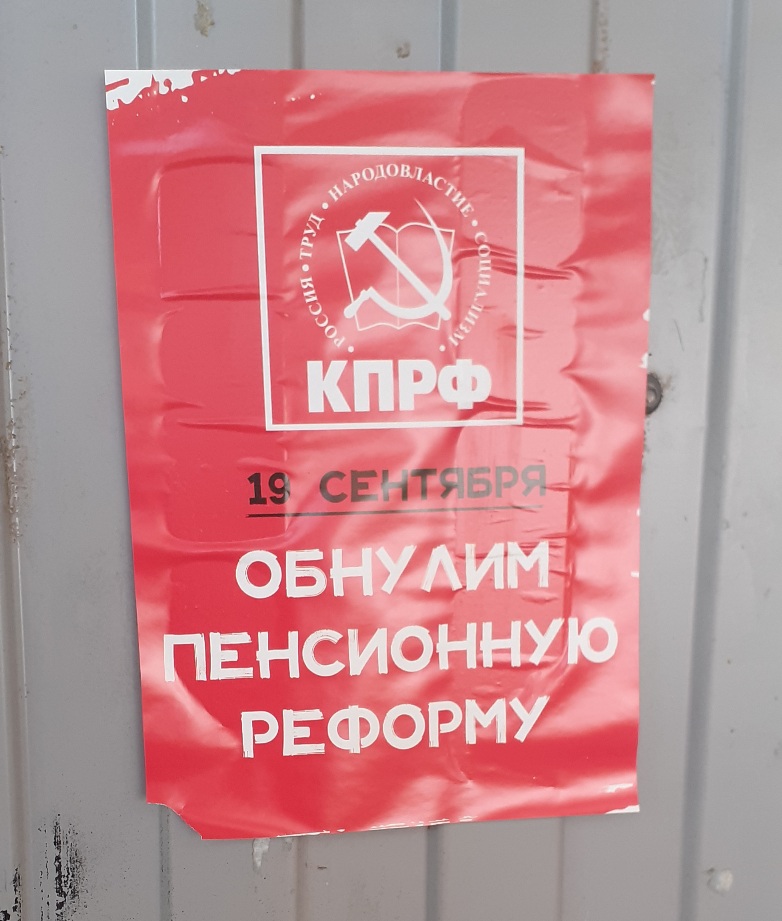 РОССИЯ • ТРУД • НАРОДОВЛАСТИЕ • СОЦИАЛИЗМ •
КПРФ
19 СЕНТЯБРЯ
ОБНУЛИМ
ПЕНСИОННУЮ
РЕФОРМУ